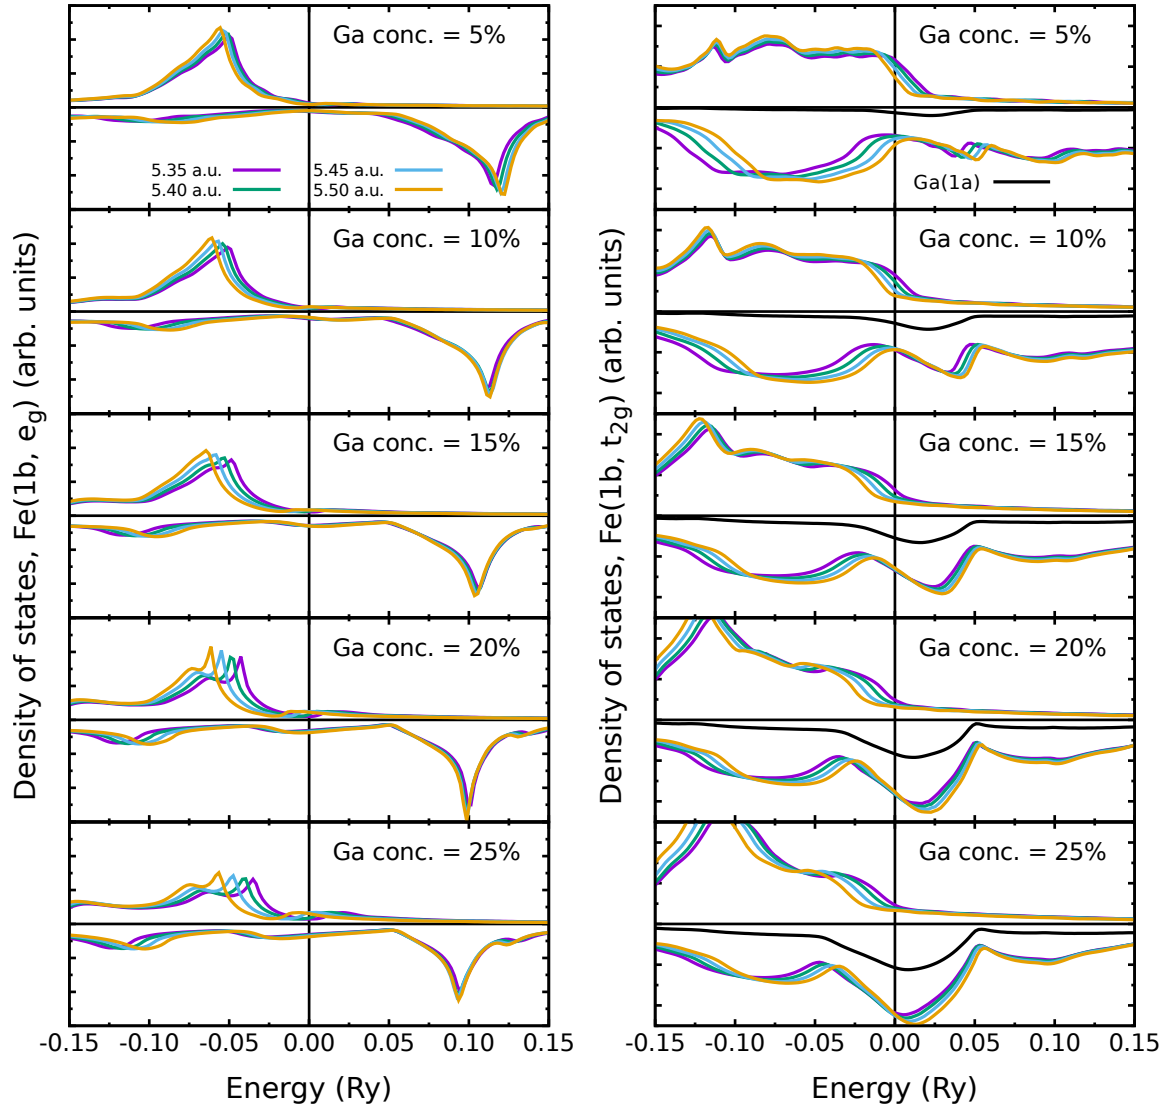 Density of states, Fe(1b, e_g) (arb. units)
Ga conc. = 5%
5.35 a.u.
5.40 a.u.
5.45 a.u.
5.50 a.u.
Ga conc. = 10%
Ga conc. = 15%
Ga conc. = 20%
Ga conc. = 25%
-0.15 -0.10 -0.05 0.00 0.05 0.10 0.15
Energy (Ry)
Density of states, Fe(1b, t_2g) (arb. units)
Ga conc. = 5%
Ga(1a)
Ga conc. = 10%
Ga conc. = 15%
Ga conc. = 20%
Ga conc. = 25%
-0.15 -0.10 -0.05 0.00 0.05 0.10 0.15
Energy (Ry)